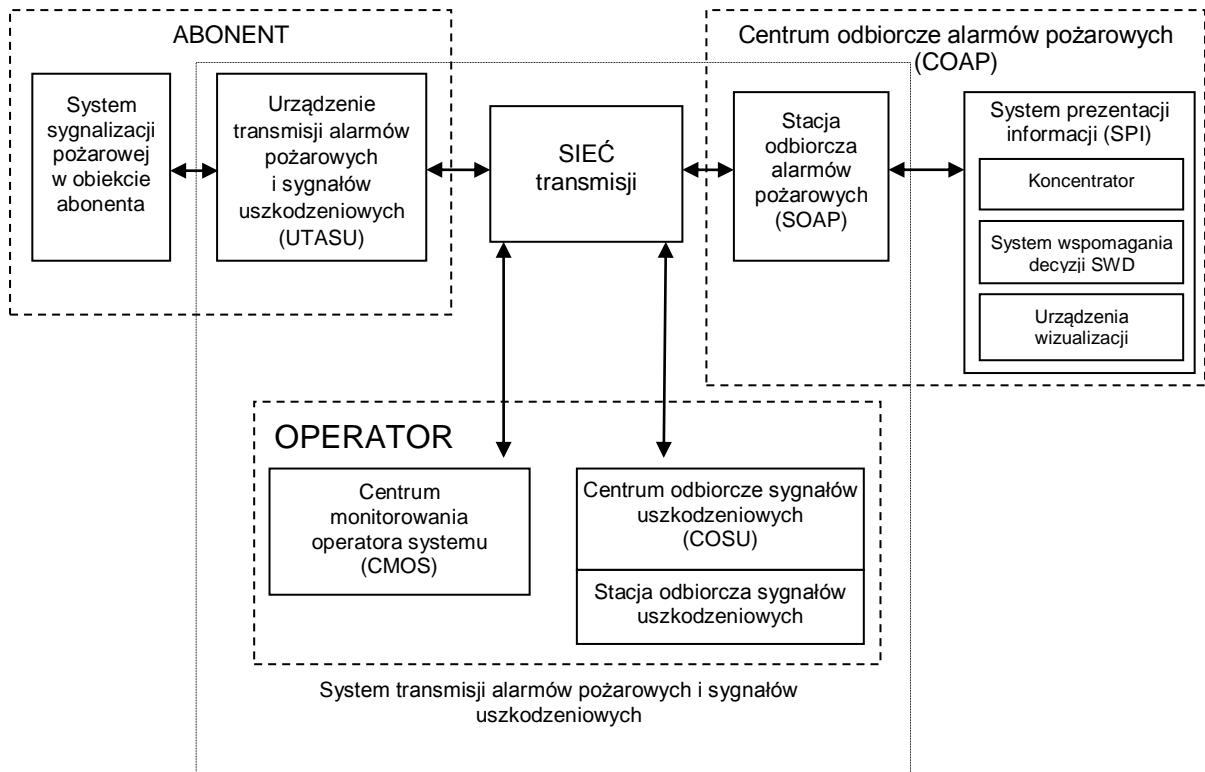 ABONENT
System
sygnalizacji
pożarowej
w obiekcie
abonenta
Urządzenie
transmisji alarmów
pożarowych
i sygnałów
uszkodzeniowych
(UTASU)
SIEĆ
transmisji
Centrum odbiorcze alarmów pożarowych
(COAP)
Stacja
odbiorcza
alarmów
pożarowych
(SOAP)
System prezentacji
informacji (SPI)
Koncentrator
System wspomagania
decyzji SWD
Urządzenia
wizualizacji
OPERATOR
Centrum
monitorowania
operatora systemu
(CMOS)
Centrum odbiorcze sygnałów
uszkodzeniowych
(COSU)
Stacja odbiorcza sygnałów
uszkodzeniowych
System transmisji alarmów pożarowych i sygnałów
uszkodzeniowych